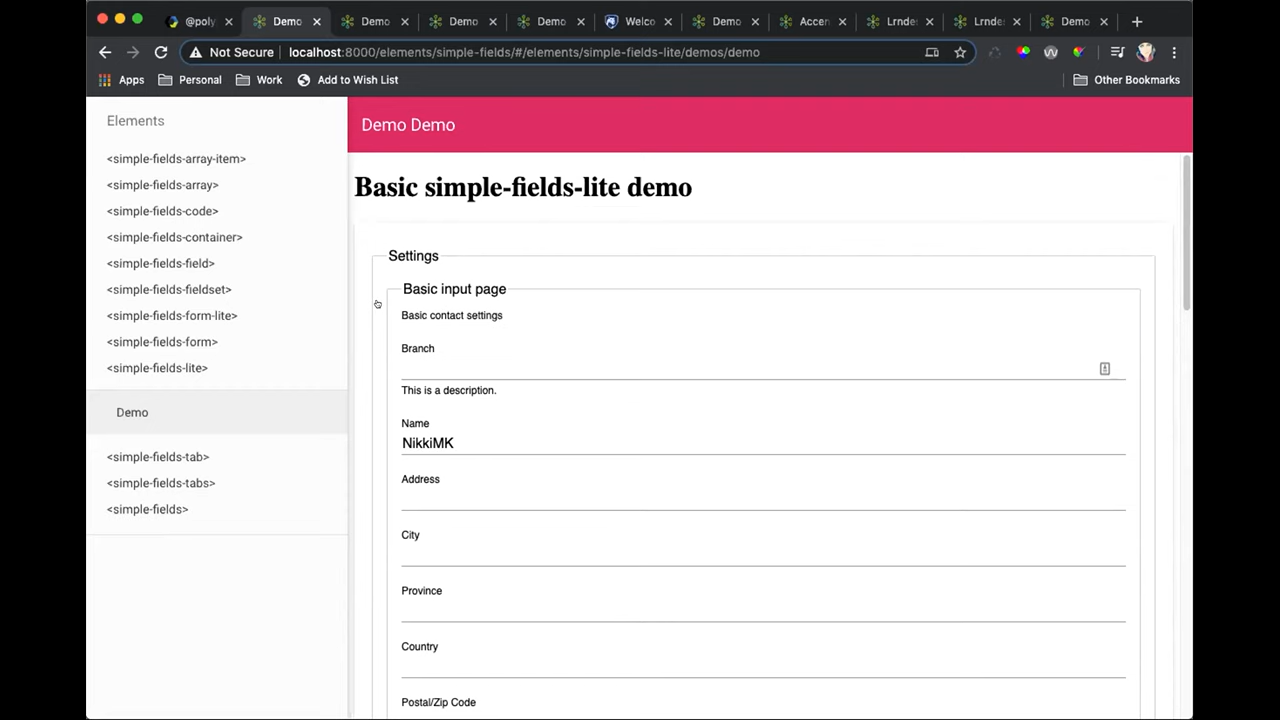 @poly
Demo
Demo
Demo
Demo
Welco
Demo
Accen
Lrndes
Lrndes
Demo
Not Secure
localhost:8000/elements/simple-fields/#/elements/simple-fields-lite/demos/demo
Apps
Personal
Work
Add to Wish List
Other Bookmarks
Elements
<simple-fields-array-item>
<simple-fields-array>
<simple-fields-code>
<simple-fields-container>
<simple-fields-field>
<simple-fields-fieldset>
<simple-fields-form-lite>
<simple-fields-form>
<simple-fields-lite>
Demo
<simple-fields-tab>
<simple-fields-tabs>
<simple-fields>
Demo Demo
Basic simple-fields-lite demo
Settings
Basic input page
Basic contact settings
Branch
This is a description.
Name
NikkiMK
Address
City
Province
Country
Postal/Zip Code